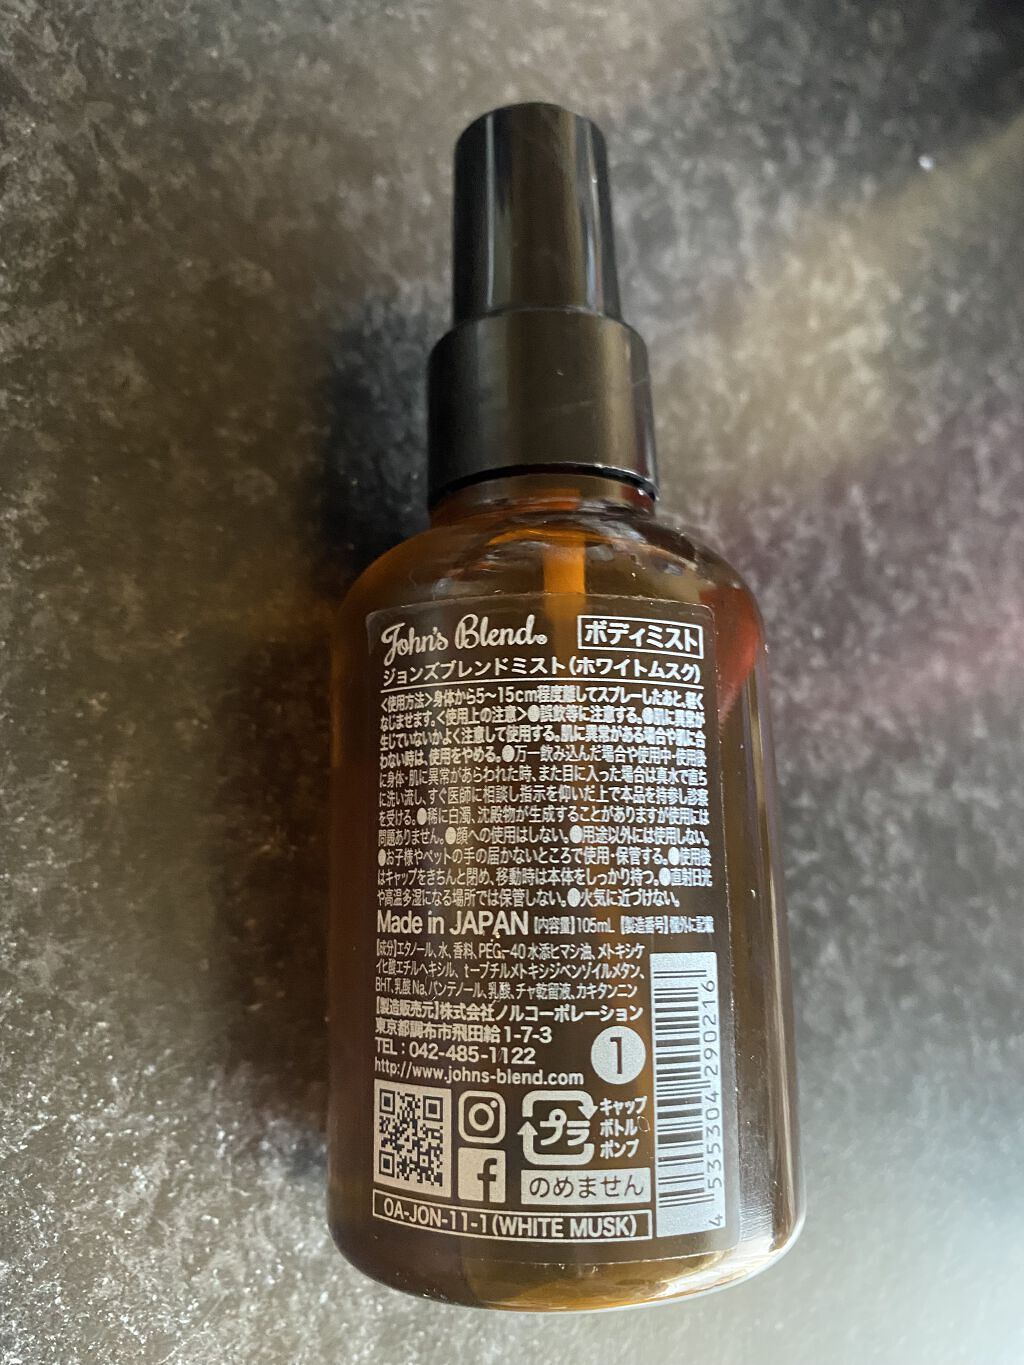 John's Blend® ボディミスト
ジョンズブレンドミスト(ホワイトムスク)
<使用方法>身体から5〜15cm程度離してスプレーしたあと、軽く
なじませます。<使用上の注意>●誤飲等に注意する。●肌に異常が
生じていないかよく注意して使用する。肌に異常がある場合や肌に合
わない時は、使用をやめる。●万一飲み込んだ場合や使用中・使用後
に身体・肌に異常があらわれた時、また目に入った場合は真水で直ち
に洗い流し、すぐ医師に相談し指示を仰いだ上で本品を持参し診察
を受ける。●稀に白濁、沈殿物が生成することがありますが使用には
問題ありません。●顔への使用はしない。●用途以外には使用しない。
●お子様やペットの手の届かないところで使用・保管する。●使用後
はキャップをきちんと閉め、移動時は本体をしっかり持つ。●直射日光
や高温多湿になる場所では保管しない。●火気に近づけない。
Made in JAPAN【内容量】105mL【製造番号】欄外に記載
【成分】エタノール、水、香料、PEG-40水添ヒマシ油、メトキシケ
イヒ酸エチルヘキシル、t-ブチルメトキシジベンゾイルメタン、
BHT、乳酸Na、パンテノール、乳酸、チャ乾留液、カキタンニン
【製造販売元】株式会社ノルコーポレーション
東京都調布市飛田給1-7-3
TEL:042-485-1122
http://www.johns-blend.com
1
プラ
キャップ
ボトル
ポンプ
のめません
OA-JON-11-1(WHITE MUSK)
4535304290216